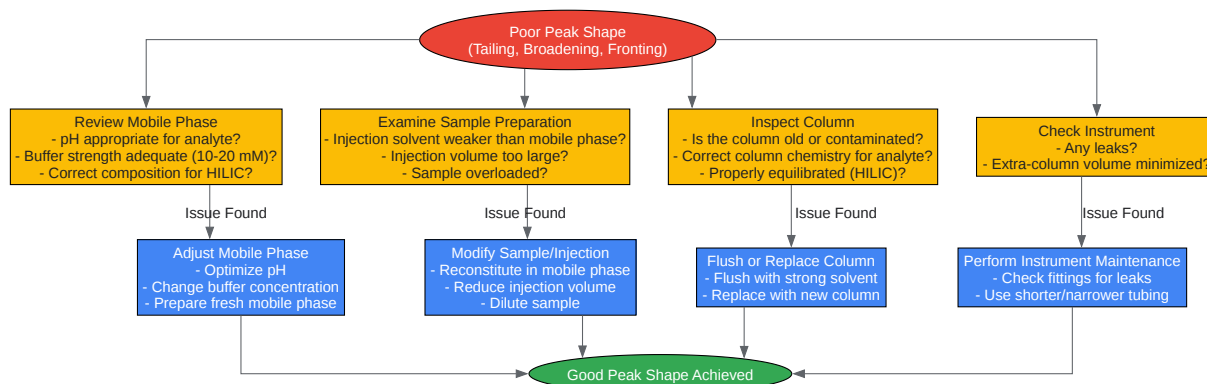 Poor Peak Shape
(Tailing, Broadening, Fronting)
Review Mobile Phase
- pH appropriate for analyte?
- Buffer strength adequate (10-20 mM)?
- Correct composition for HILIC?
Examine Sample Preparation
- Injection solvent weaker than mobile phase?
- Injection volume too large?
- Sample overloaded?
Inspect Column
- Is the column old or contaminated?
- Correct column chemistry for analyte?
- Properly equilibrated (HILIC)?
Check Instrument
- Any leaks?
- Extra-column volume minimized?
Issue Found
Issue Found
Issue Found
Issue Found
Adjust Mobile Phase
- Optimize pH
- Change buffer concentration
- Prepare fresh mobile phase
Modify Sample/Injection
- Reconstitute in mobile phase
- Reduce injection volume
- Dilute sample
Flush or Replace Column
- Flush with strong solvent
- Replace with new column
Perform Instrument Maintenance
- Check fittings for leaks
- Use shorter/narrower tubing
Good Peak Shape Achieved